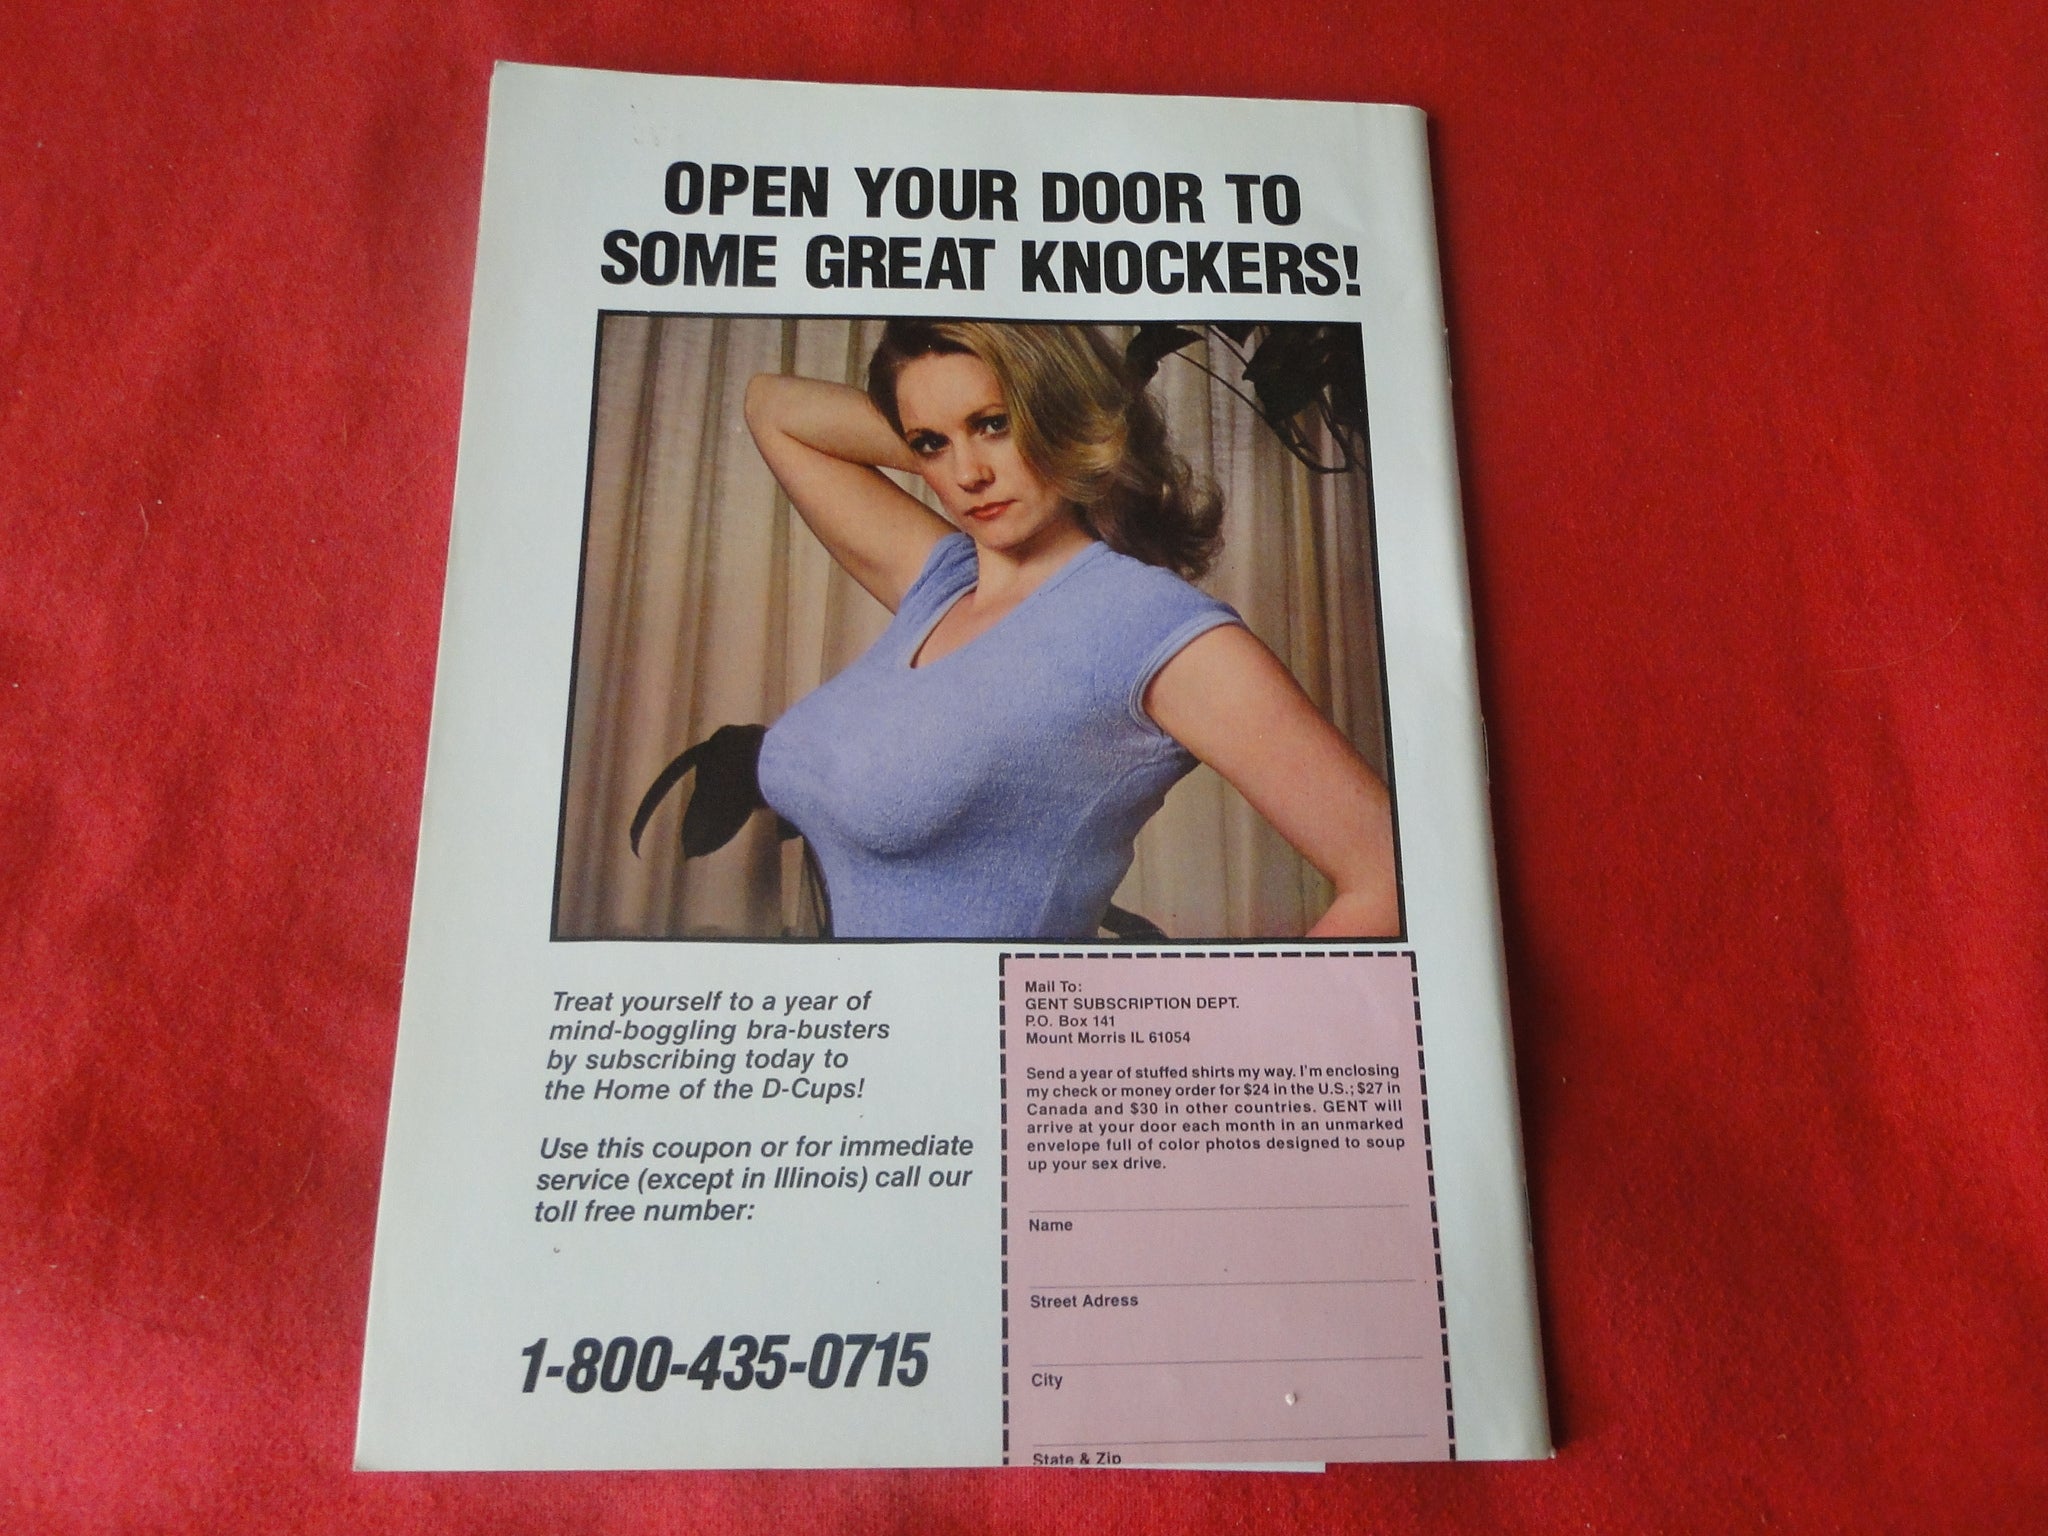 OPEN YOUR DOOR TO
SOME GREAT KNOCKERS!
Treat yourself to a year of
mind-boggling bra-busters
by subscribing today to
the Home of the D-Cups!
Use this coupon or for immediate
service (except in Illinois) call our
toll free number:
1-800-435-0715
Mail To:
GENT SUBSCRIPTION DEPT.
P.O. Box 141
Mount Morris IL 61054
Send a year of stuffed shirts my way. I'm enclosing
my check or money order for $24 in the U.S.; $27 in
Canada and $30 in other countries. GENT will
arrive at your door each month in an unmarked
envelope full of color photos designed to soup
up your sex drive.
Name
Street Adress
City
State & Zip